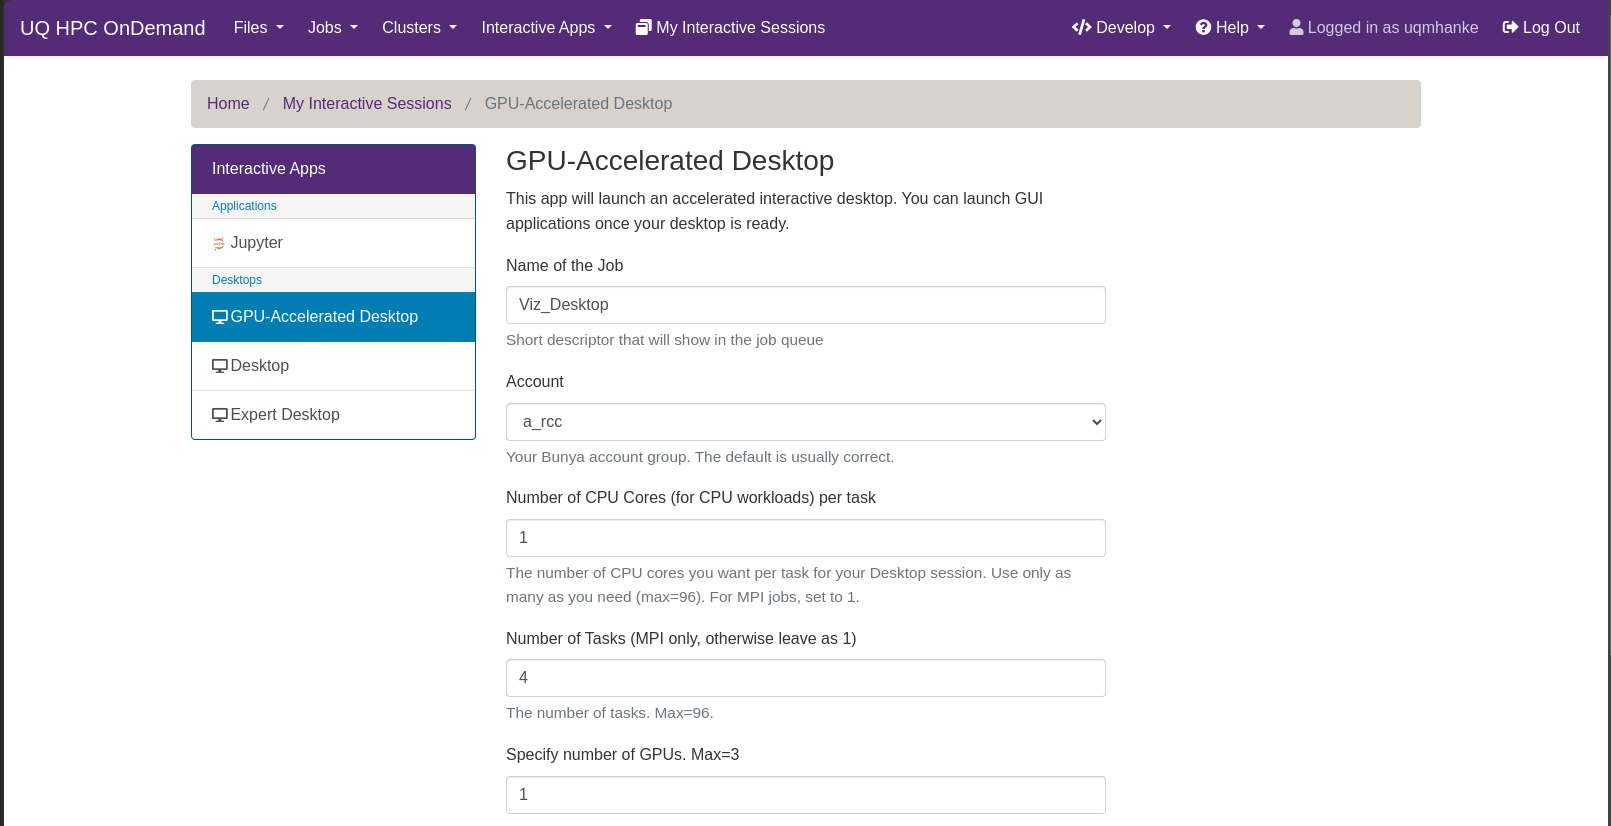 UQ HPC OnDemand Files Jobs Clusters Interactive Apps My Interactive Sessions Develop Help Logged in as uqmhanke Log Out
Home / My Interactive Sessions / GPU-Accelerated Desktop
Interactive Apps
Applications
Jupyter
Desktops
GPU-Accelerated Desktop
Desktop
Expert Desktop
GPU-Accelerated Desktop
This app will launch an accelerated interactive desktop. You can launch GUI
applications once your desktop is ready.
Name of the Job
Viz_Desktop
Short descriptor that will show in the job queue
Account
a_rcc
Your Bunya account group. The default is usually correct.
Number of CPU Cores (for CPU workloads) per task
1
The number of CPU cores you want per task for your Desktop session. Use only as
many as you need (max=96). For MPI jobs, set to 1.
Number of Tasks (MPI only, otherwise leave as 1)
4
The number of tasks. Max=96.
Specify number of GPUs. Max=3
1